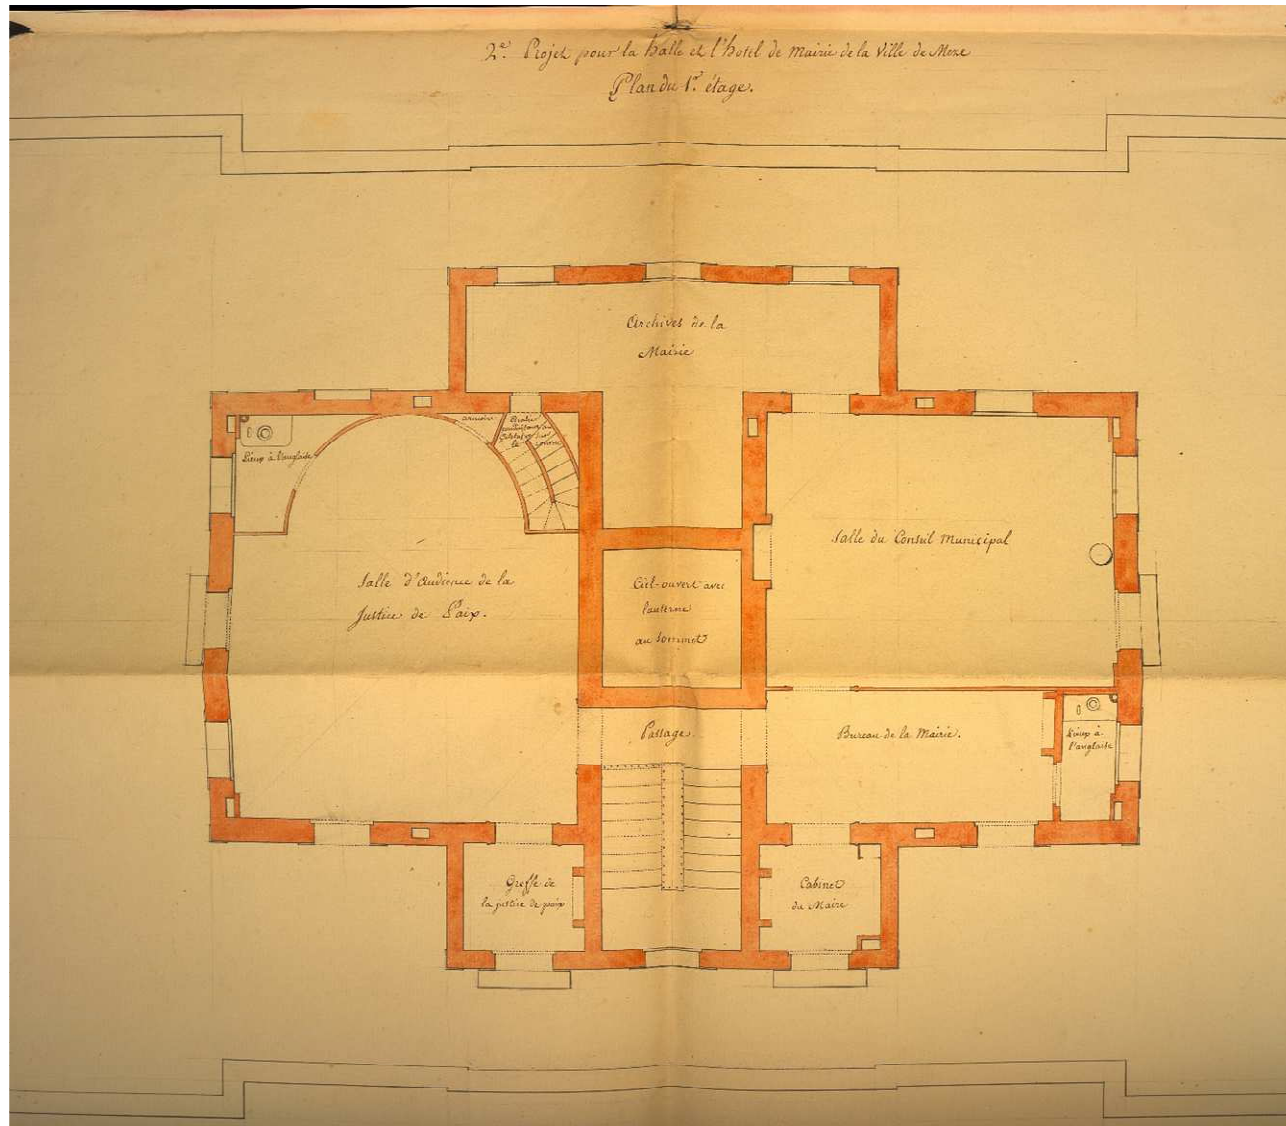 2.e Projet pour la halle et l'hotel de Mairie de la Ville de Meze
Plan du 1.r étage.
Archives de la
Mairie
armoire
Lieux à l'anglaise
Salle du Conseil Municipal
Salle d'Audience de la
Justice de Paix.
Ciel-ouvert avec
lanterne
au sommet
Passage
Bureau de la Mairie.
Lieux à
l'anglaise
Greffe de
la justice de paix
Cabinet
du Maire